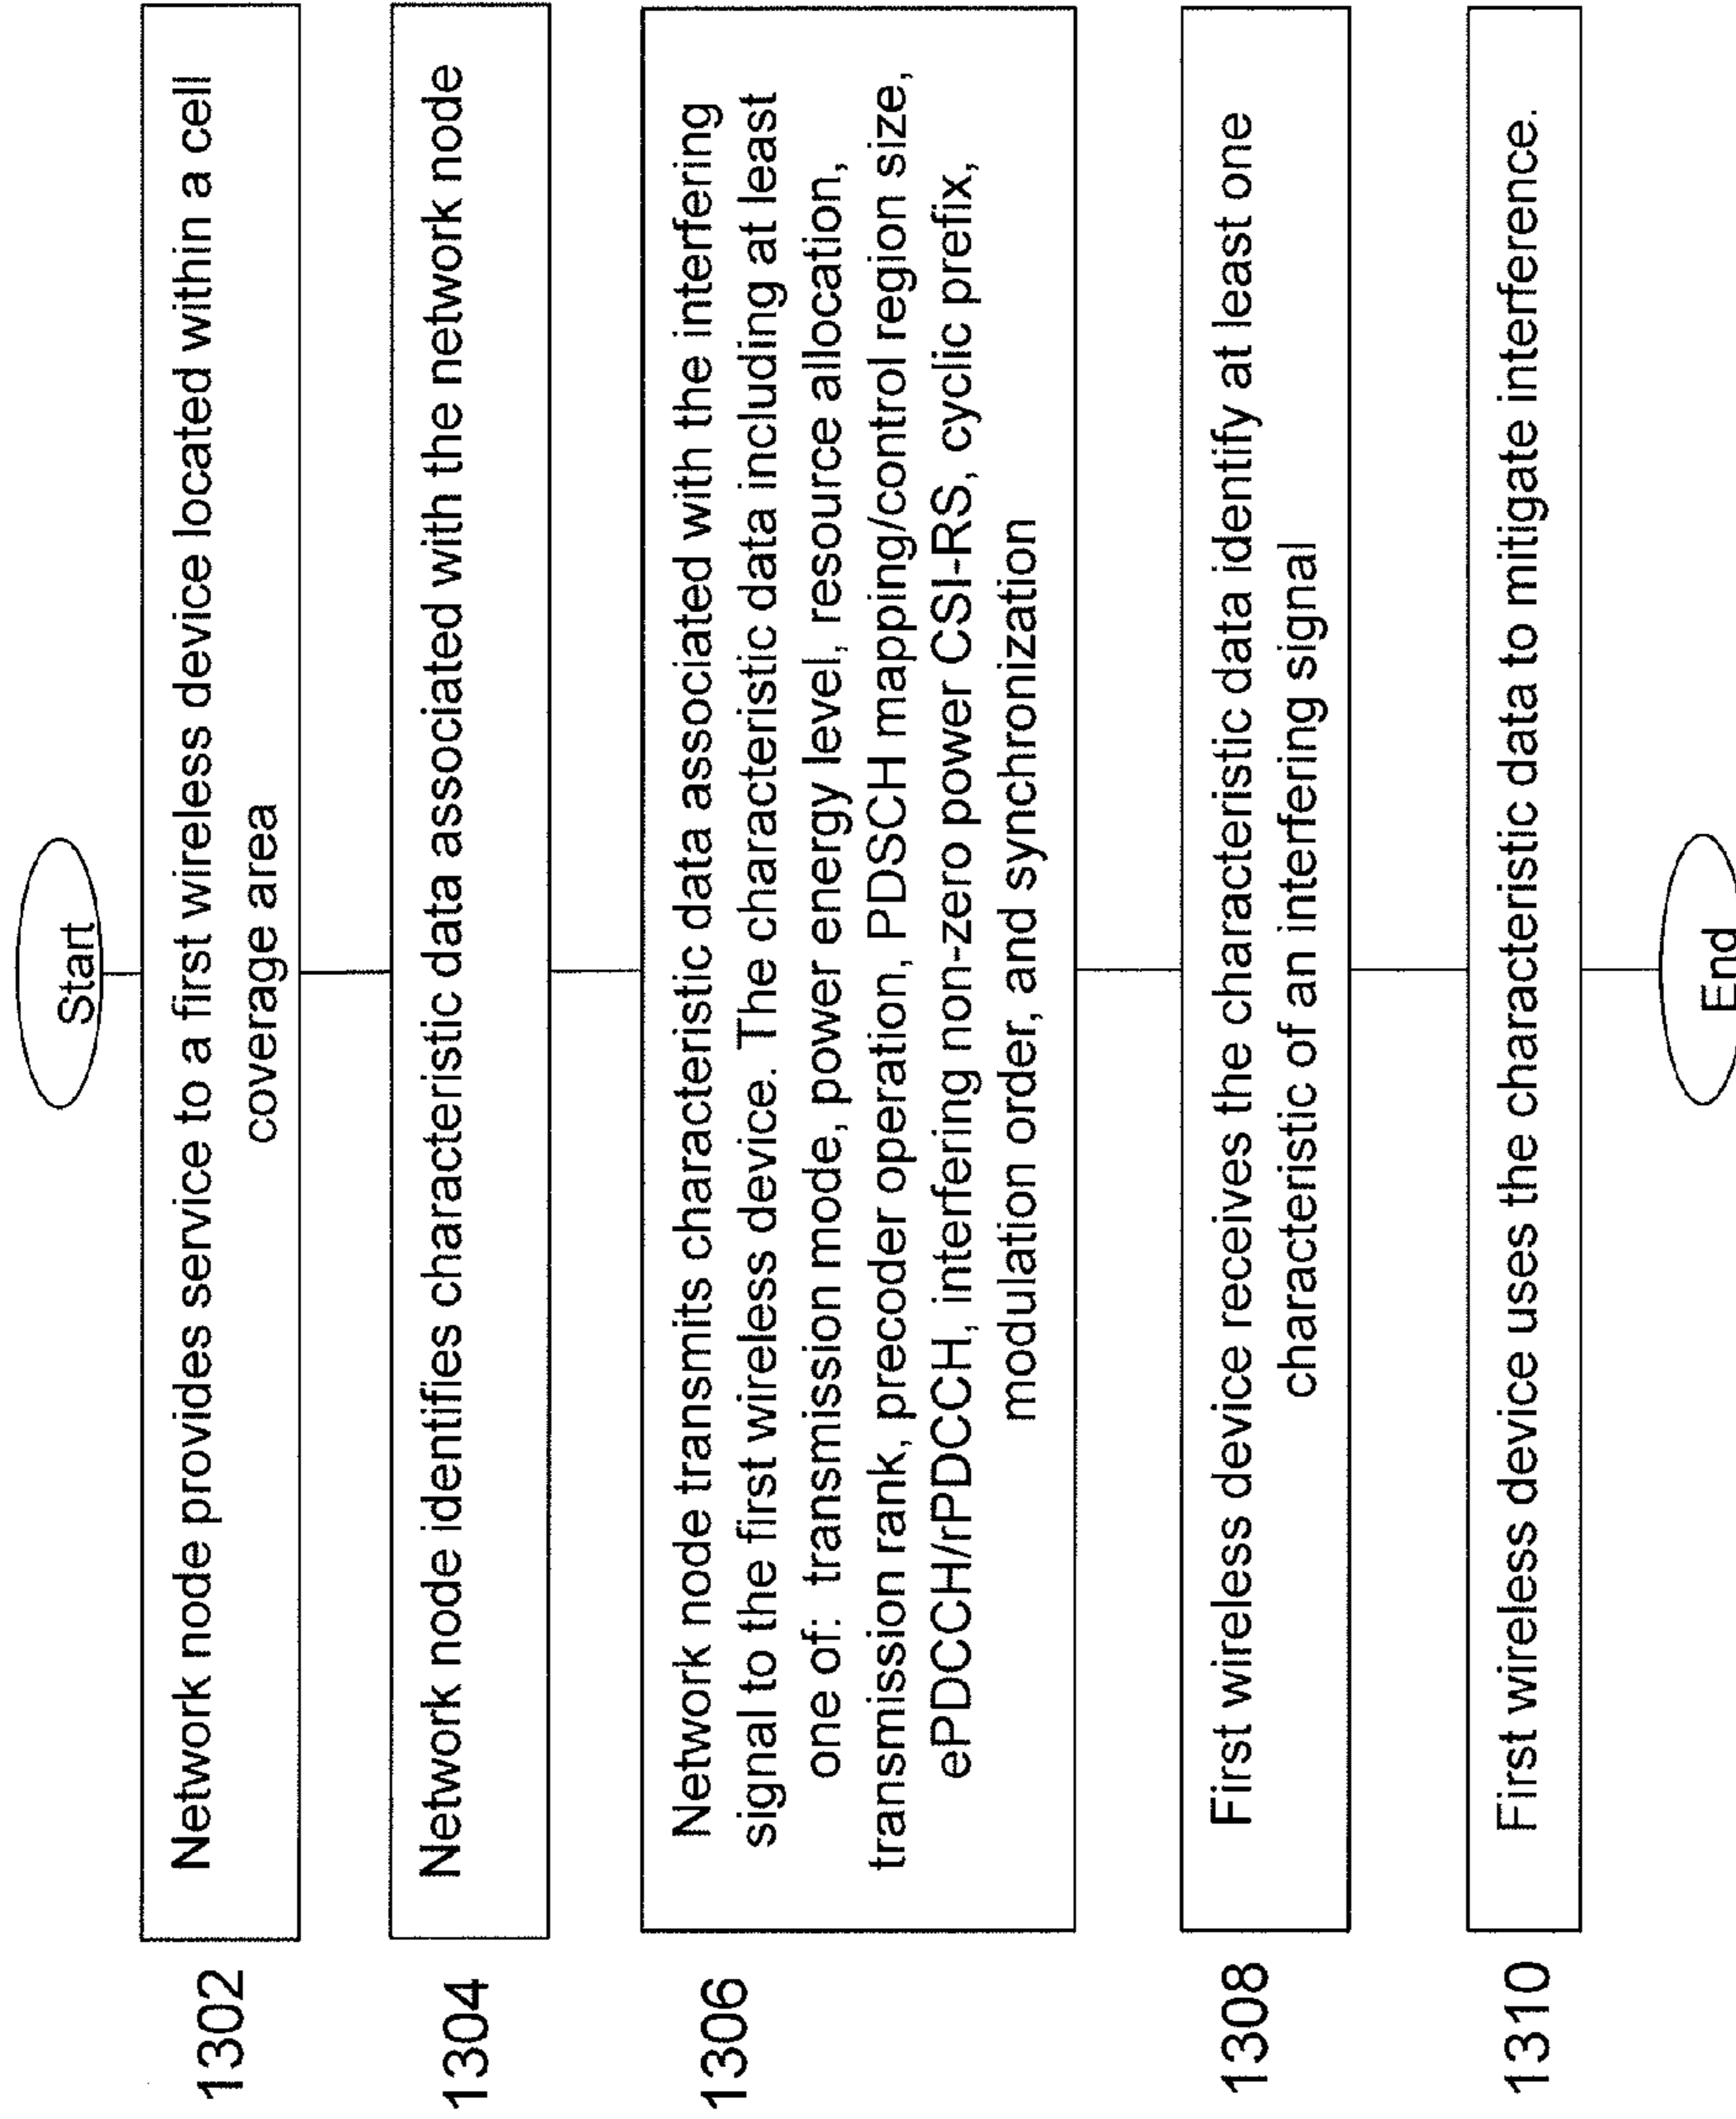 Start
1302
Network node provides service to a first wireless device located within a cell
coverage area
1304
Network node identifies characteristic data associated with the network node
1306
Network node transmits characteristic data associated with the interfering
signal to the first wireless device. The characteristic data including at least
one of: transmission mode, power energy level, resource allocation,
transmission rank, precoder operation, PDSCH mapping/control region size,
ePDCCH/rPDCCH, interfering non-zero power CSI-RS, cyclic prefix,
modulation order, and synchronization
1308
First wireless device receives the characteristic data identify at least one
characteristic of an interfering signal
1310
First wireless device uses the characteristic data to mitigate interference.
End